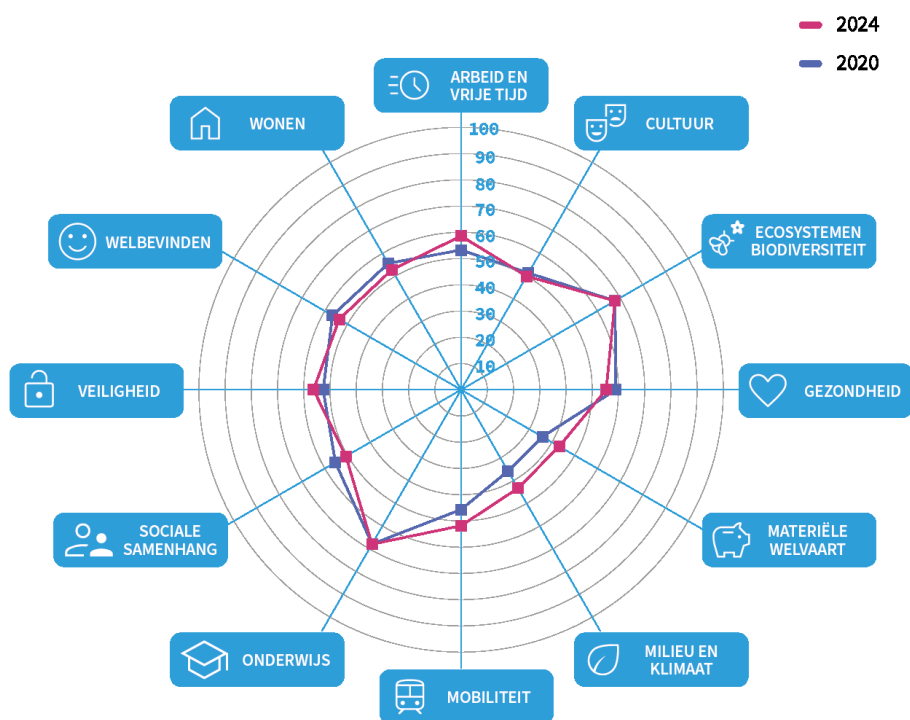 2024
2020
ARBEID EN
VRIJE TIJD
WONEN
CULTUUR
100
90
80
70
60
50
40
30
20
10
WELBEVINDEN
ECOSYSTEMEN
BIODIVERSITEIT
VEILIGHEID
GEZONDHEID
SOCIALE
SAMENHANG
MATERIËLE
WELVAART
ONDERWIJS
MILIEU EN
KLIMAAT
MOBILITEIT